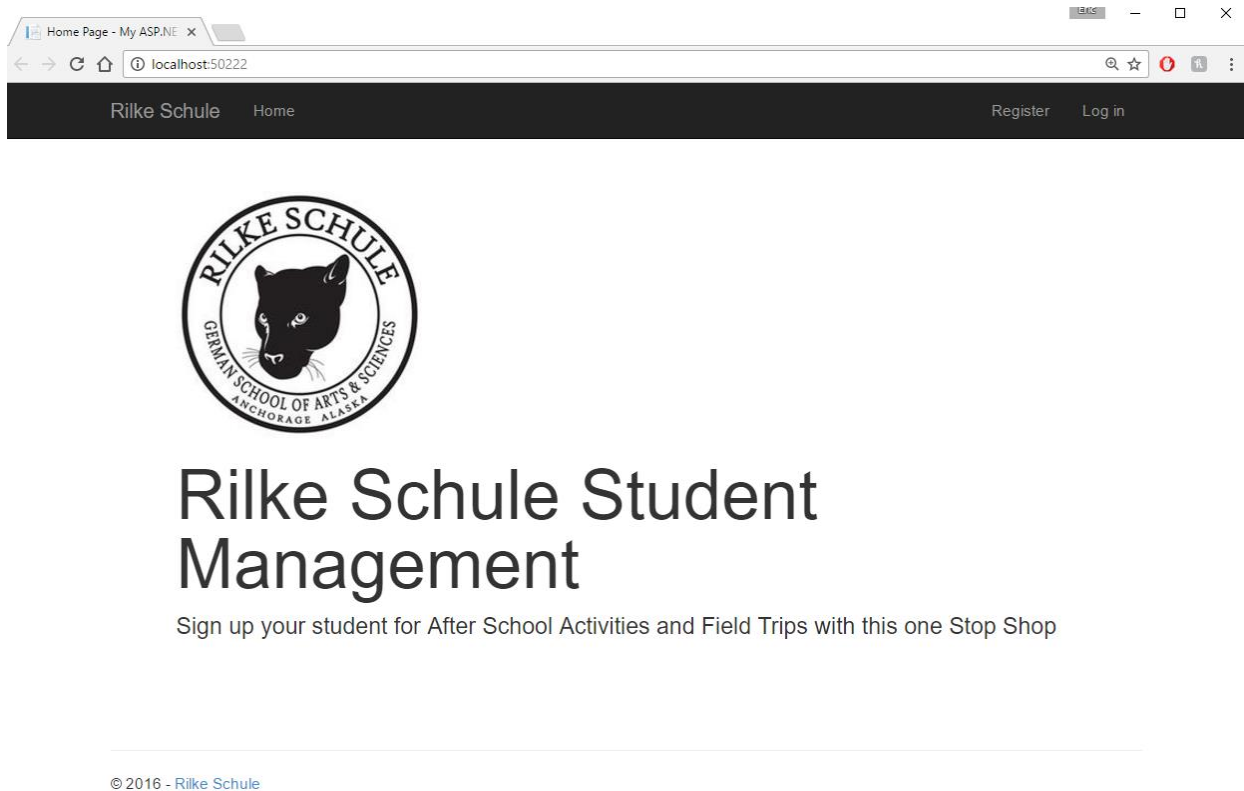 Eric
Home Page - My ASP.NE
localhost:50222
Rilke Schule Home Register Log in
RILKE SCHULE
GERMAN SCHOOL OF ARTS & SCIENCES
ANCHORAGE ALASKA
Rilke Schule Student
Management
Sign up your student for After School Activities and Field Trips with this one Stop Shop
© 2016 - Rilke Schule